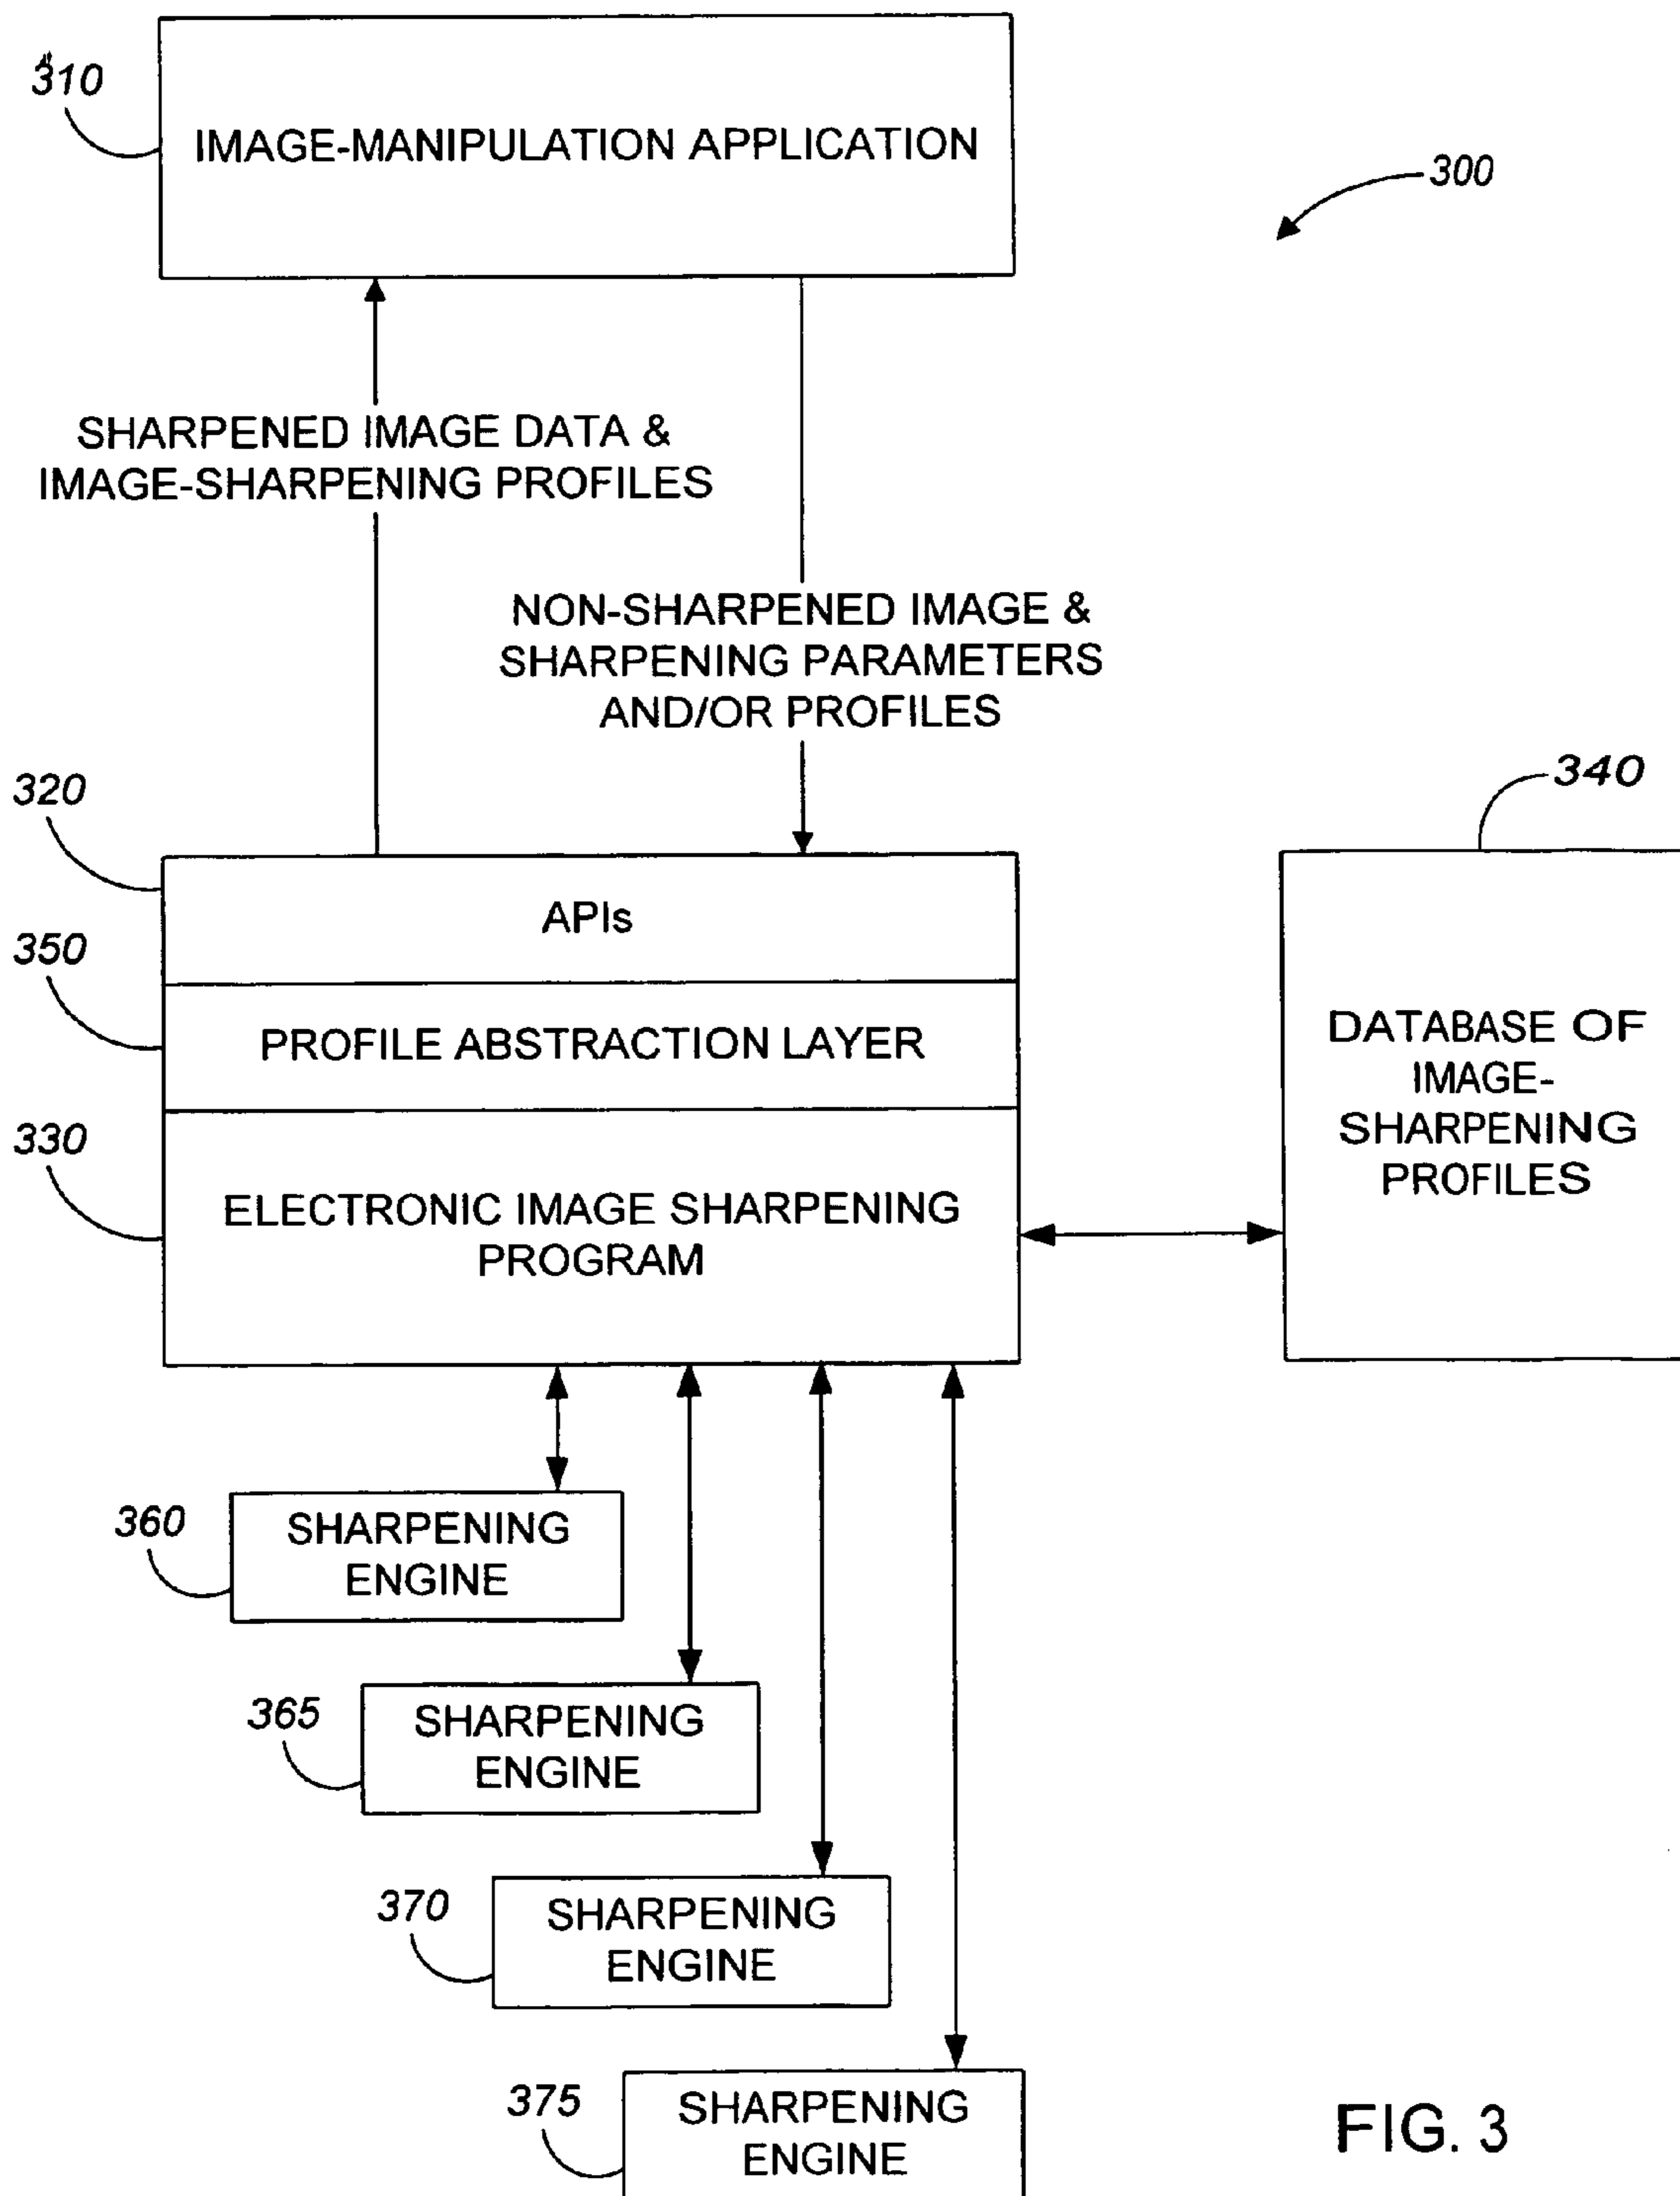 310
IMAGE-MANIPULATION APPLICATION
300
SHARPENED IMAGE DATA &
IMAGE-SHARPENING PROFILES
NON-SHARPENED IMAGE &
SHARPENING PARAMETERS
AND/OR PROFILES
320
APIs
350
PROFILE ABSTRACTION LAYER
330
ELECTRONIC IMAGE SHARPENING
PROGRAM
340
DATABASE OF
IMAGE-
SHARPENING
PROFILES
360
SHARPENING
ENGINE
365
SHARPENING
ENGINE
370
SHARPENING
ENGINE
375
SHARPENING
ENGINE
FIG. 3